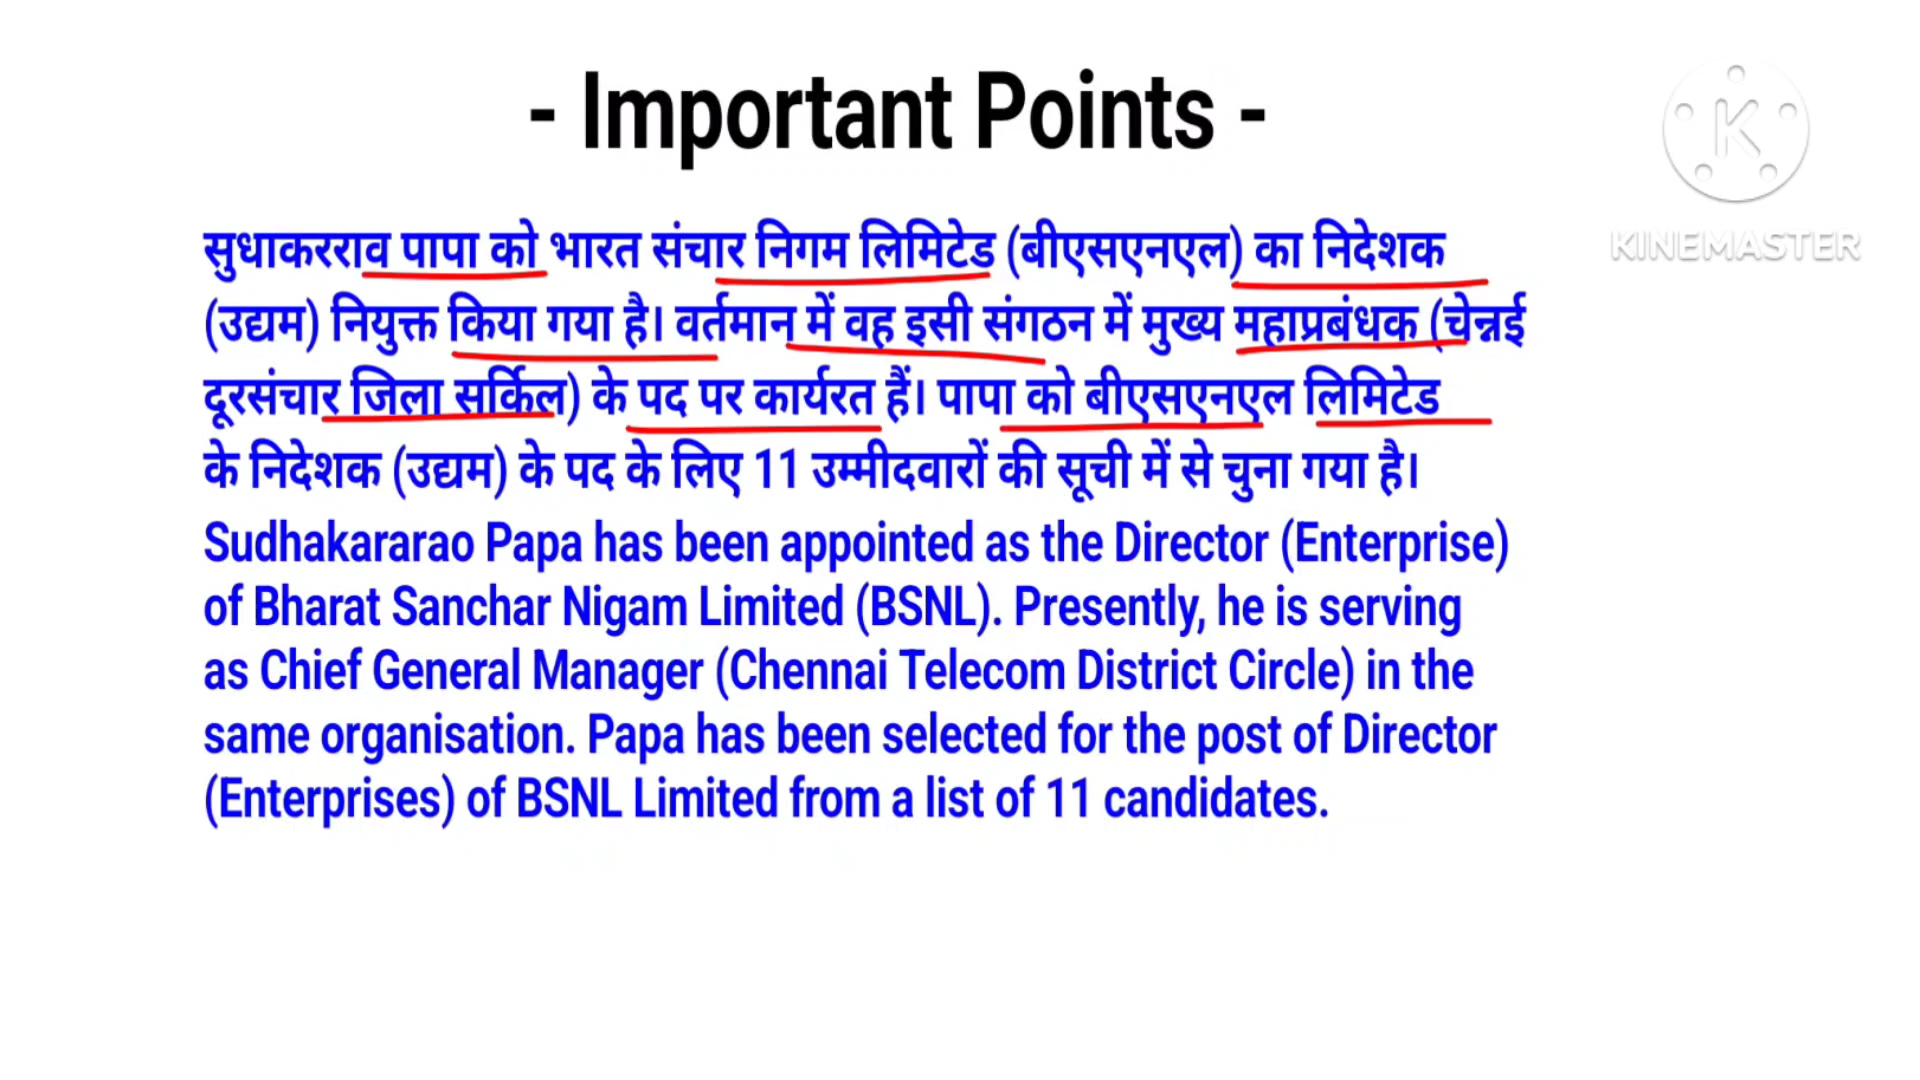 - Important Points -
K
KINEMASTER
सुधाकरराव पापा को भारत संचार निगम लिमिटेड (बीएसएनएल) का निदेशक
(उद्यम) नियुक्त किया गया है। वर्तमान में वह इसी संगठन में मुख्य महाप्रबंधक (चेन्नई
दूरसंचार जिला सर्किल) के पद पर कार्यरत हैं। पापा को बीएसएनएल लिमिटेड
के निदेशक (उद्यम) के पद के लिए 11 उम्मीदवारों की सूची में से चुना गया है।
Sudhakararao Papa has been appointed as the Director (Enterprise)
of Bharat Sanchar Nigam Limited (BSNL). Presently, he is serving
as Chief General Manager (Chennai Telecom District Circle) in the
same organisation. Papa has been selected for the post of Director
(Enterprises) of BSNL Limited from a list of 11 candidates.